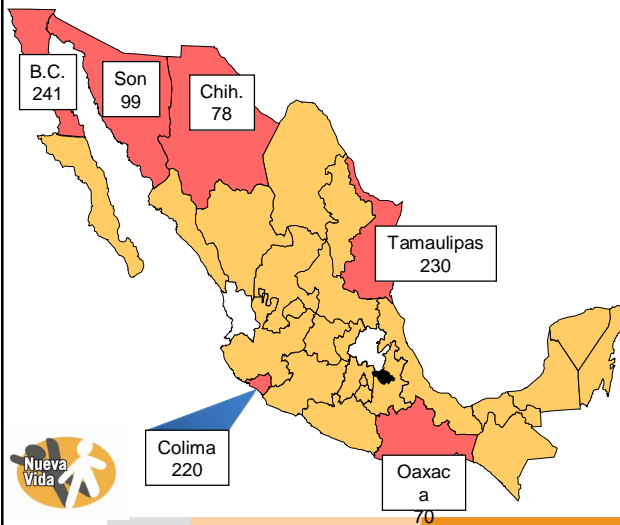 B.C.
241
Son
99
Chih.
78
Tamaulipas
230
Colima
220
Oaxac
a
70
Nueva
Vida